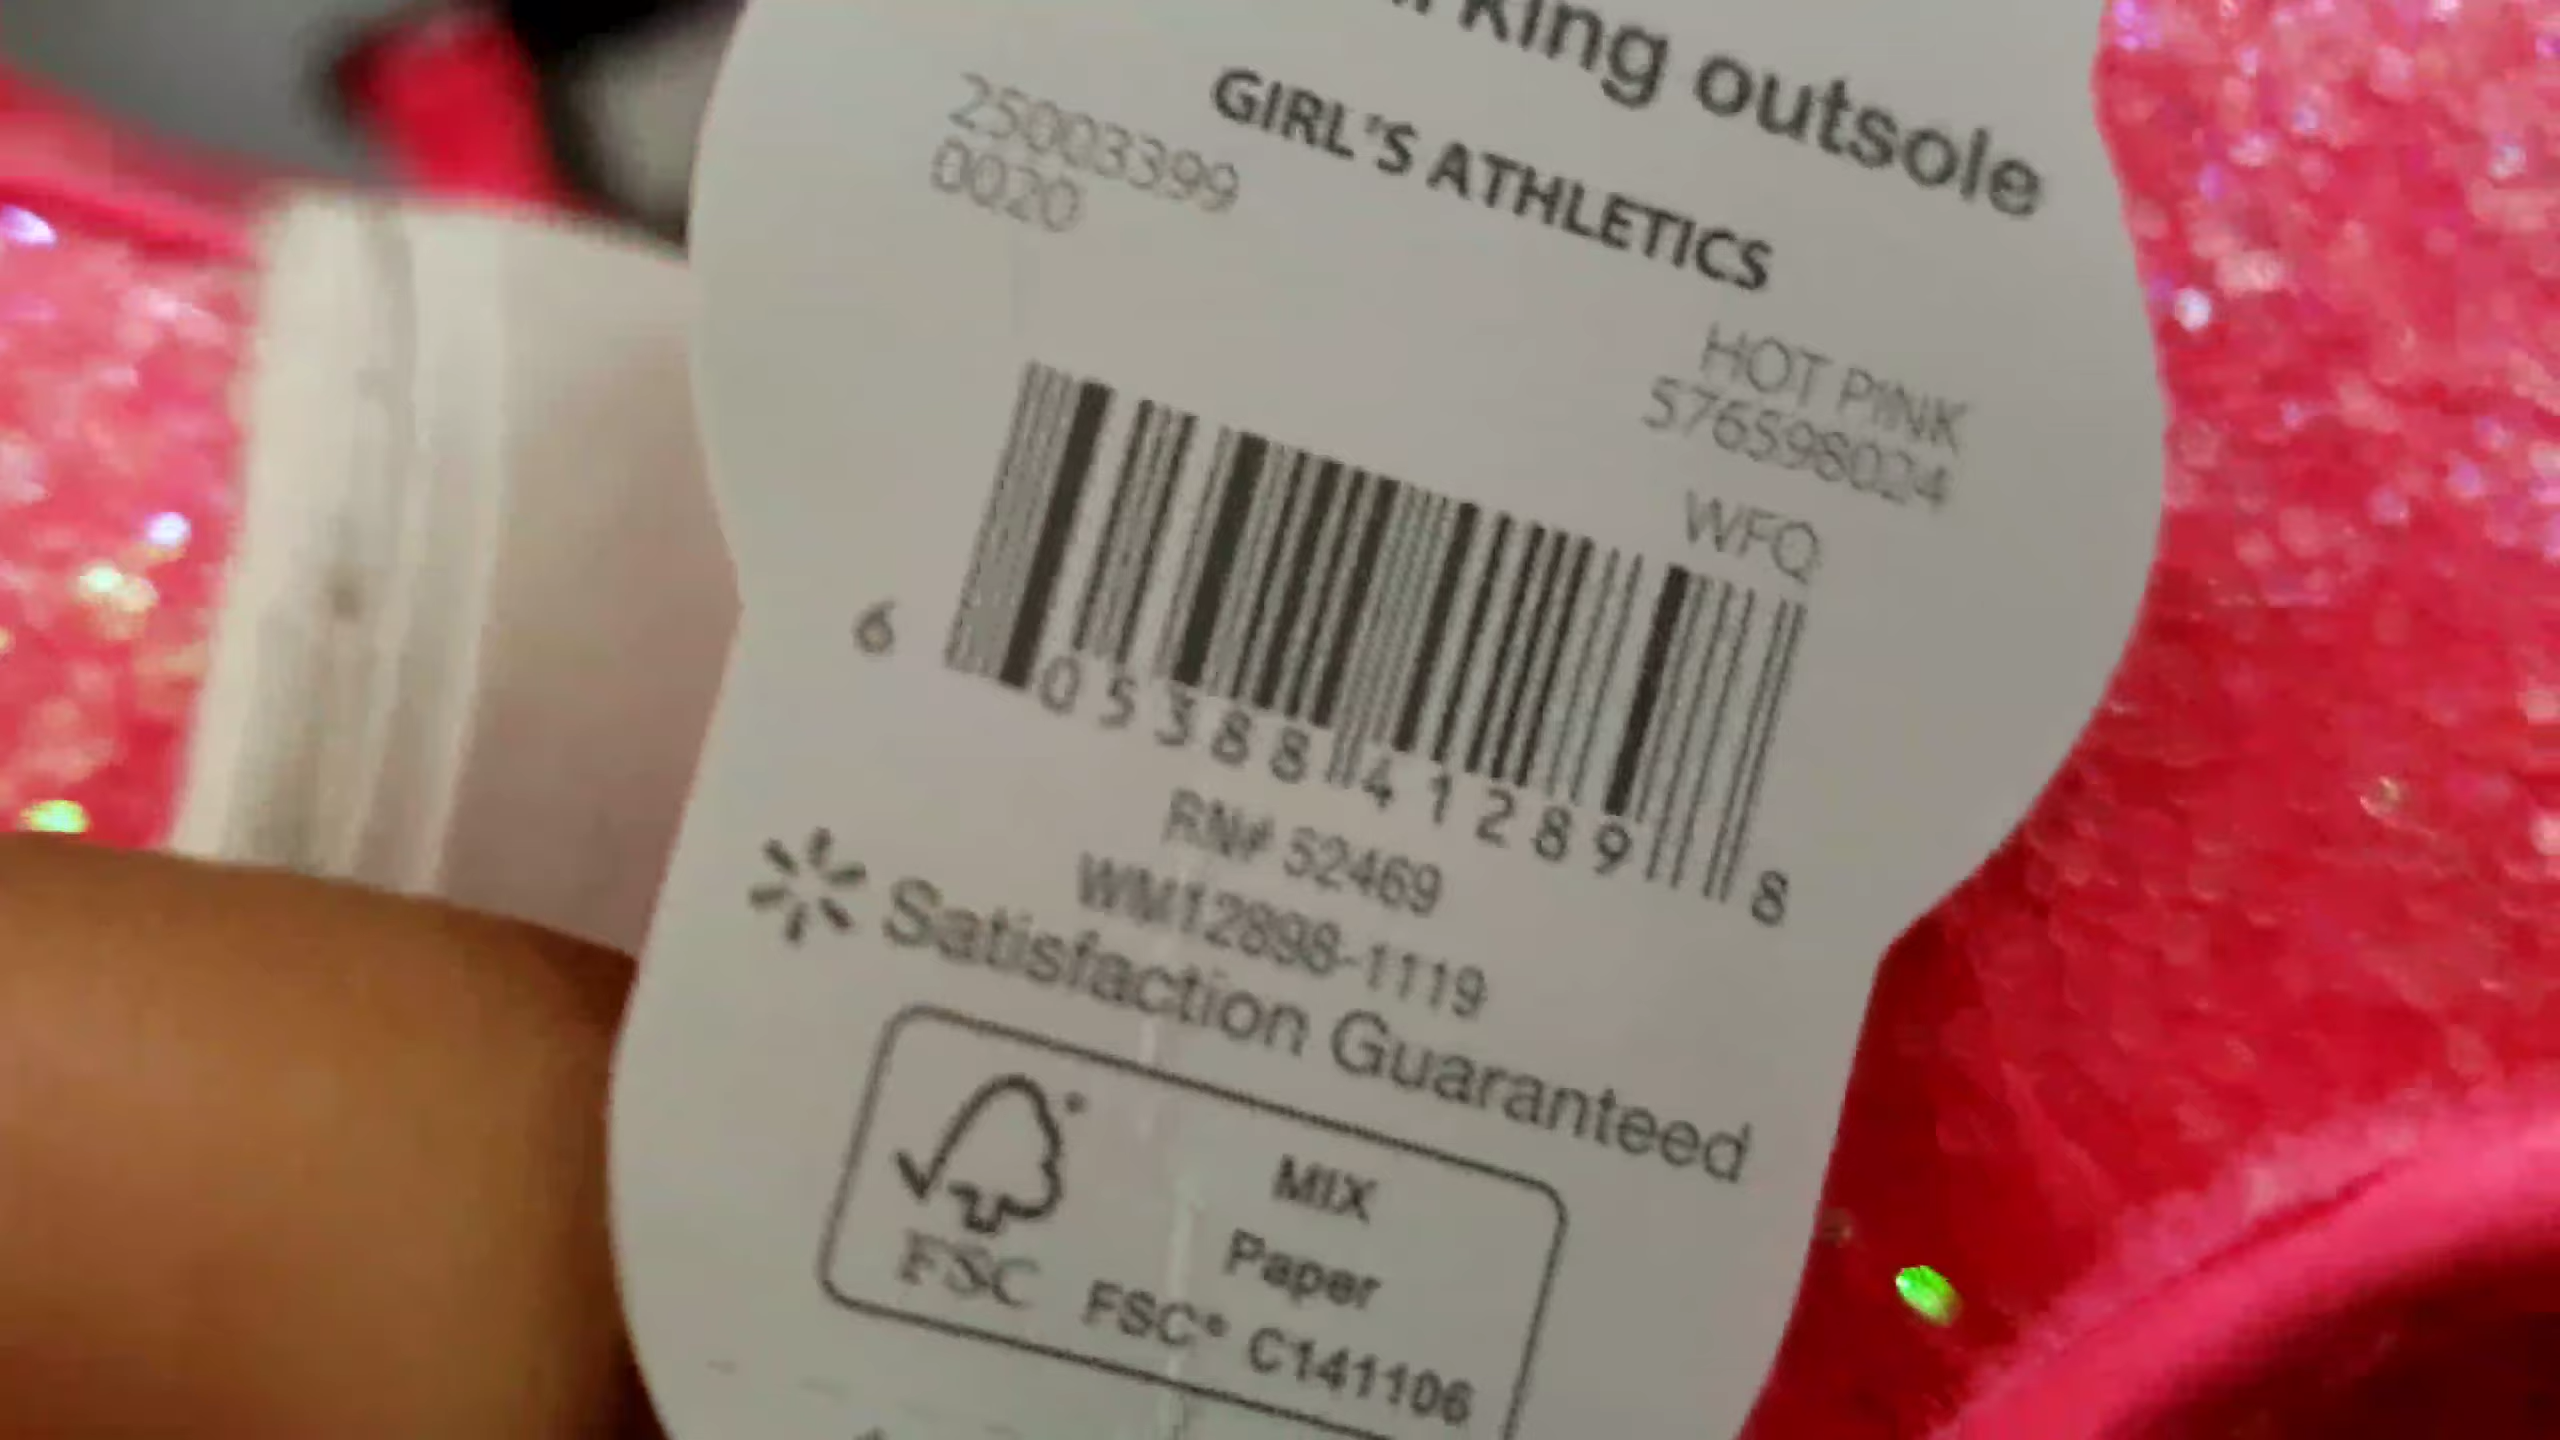 king outsole
GIRL'S ATHLETICS
25003399
0020
HOT PINK
576598024
WFQ
6 05388 41289 8
RN# 52469
WM12898-1119
Satisfaction Guaranteed
MIX
Paper
FSC FSC® C141106